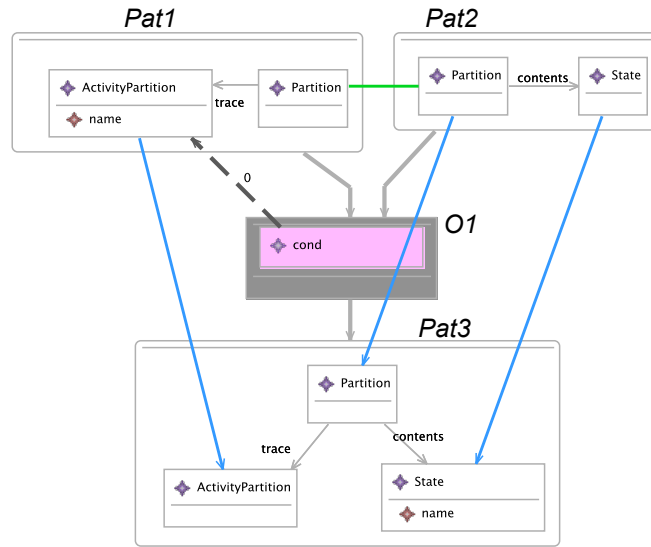 Pat1
Pat2
ActivityPartition
Partition
trace
name
Partition
contents
State
0
O1
cond
Pat3
Partition
trace
contents
ActivityPartition
State
name